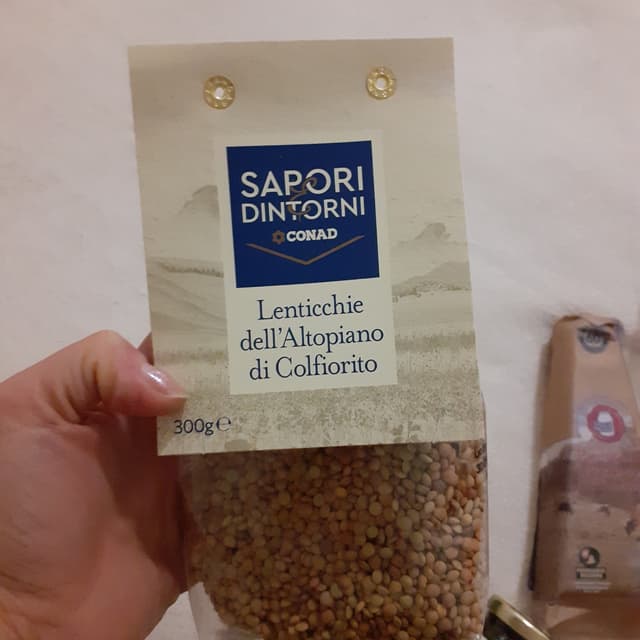 SAPORI
& DINTORNI
CONAD
Lenticchie
dell'Altopiano
di Colfiorito
300g e